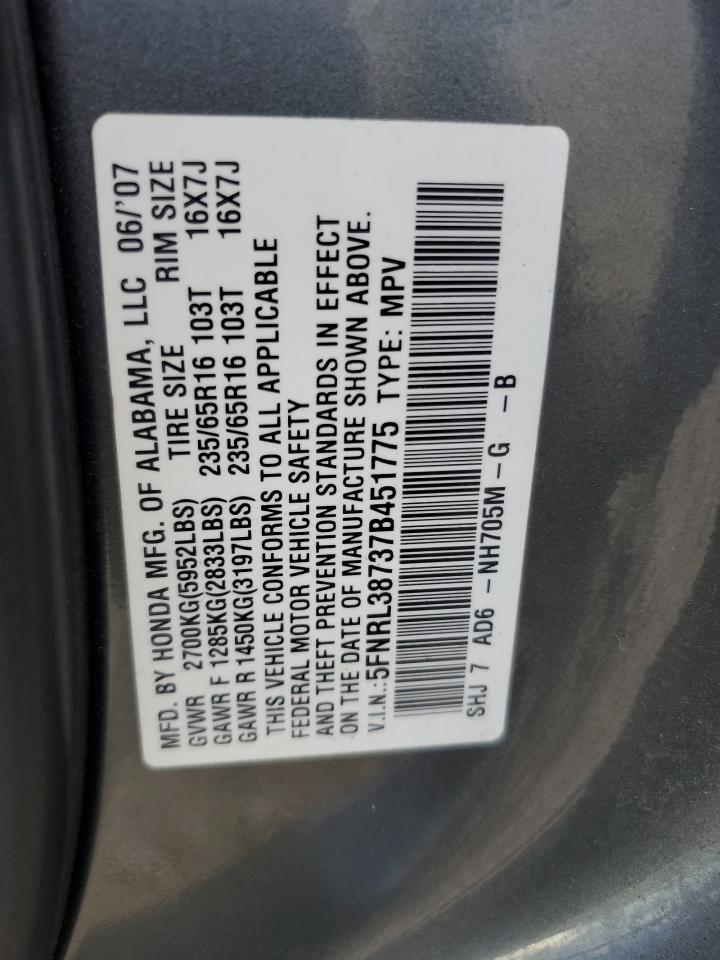 MFD. BY HONDA MFG. OF ALABAMA, LLC 06/'07
GVWR 2700KG(5952LBS) TIRE SIZE RIM SIZE
GAWR F 1285KG(2833LBS) 235/65R16 103T 16X7J
GAWR R 1450KG(3197LBS) 235/65R16 103T 16X7J
THIS VEHICLE CONFORMS TO ALL APPLICABLE
FEDERAL MOTOR VEHICLE SAFETY
AND THEFT PREVENTION STANDARDS IN EFFECT
ON THE DATE OF MANUFACTURE SHOWN ABOVE.
V.I.N.:5FNRL38737B451775 TYPE: MPV
SHJ 7 AD6 -NH705M-G -B